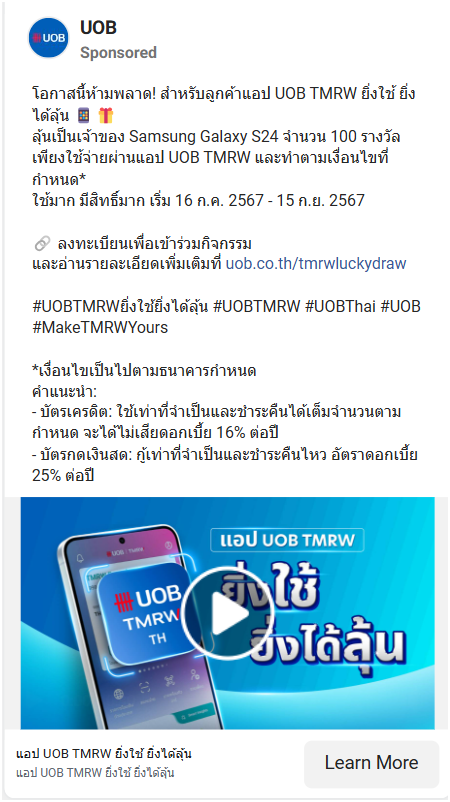 UOB
UOB
Sponsored
โอกาสนี้ห้ามพลาด! สำหรับลูกค้าแอป UOB TMRW ยิ่งใช้ ยิ่ง
ได้ลุ้น 📱 🎁
ลุ้นเป็นเจ้าของ Samsung Galaxy S24 จำนวน 100 รางวัล
เพียงใช้จ่ายผ่านแอป UOB TMRW และทำตามเงื่อนไขที่
กำหนด*
ใช้มาก มีสิทธิ์มาก เริ่ม 16 ก.ค. 2567 - 15 ก.ย. 2567
🔗 ลงทะเบียนเพื่อเข้าร่วมกิจกรรม
และอ่านรายละเอียดเพิ่มเติมที่ uob.co.th/tmrwluckydraw
#UOBTMRWยิ่งใช้ยิ่งได้ลุ้น #UOBTMRW #UOBThai #UOB
#MakeTMRWYours
*เงื่อนไขเป็นไปตามธนาคารกำหนด
คำแนะนำ:
- บัตรเครดิต: ใช้เท่าที่จำเป็นและชำระคืนได้เต็มจำนวนตาม
กำหนด จะได้ไม่เสียดอกเบี้ย 16% ต่อปี
- บัตรกดเงินสด: กู้เท่าที่จำเป็นและชำระคืนไหว อัตราดอกเบี้ย
25% ต่อปี
แอป UOB TMRW
ยิ่งใช้
ยิ่งได้ลุ้น
UOB TMRW
UOB
TMRW
TH
แอป UOB TMRW ยิ่งใช้ ยิ่งได้ลุ้น
แอป UOB TMRW ยิ่งใช้ ยิ่งได้ลุ้น
Learn More